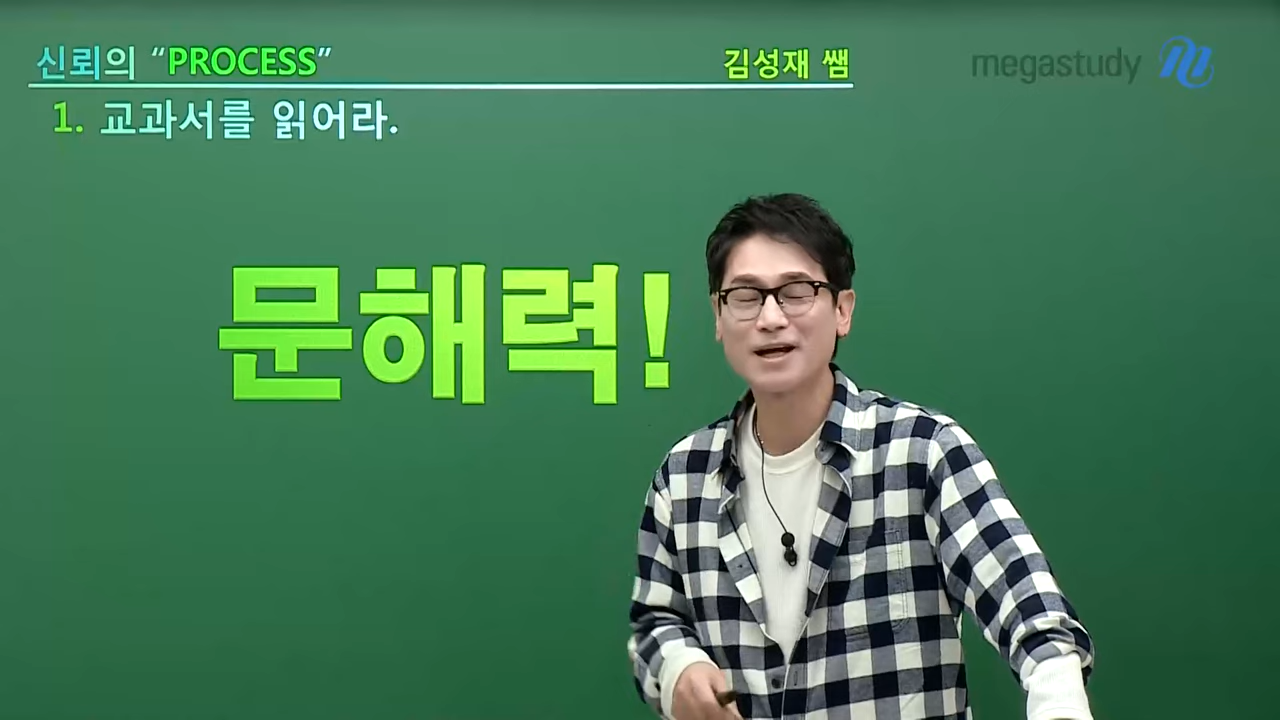 신뢰의 “PROCESS”
김성재 쌤
megastudy
1. 교과서를 읽어라.
문해력!